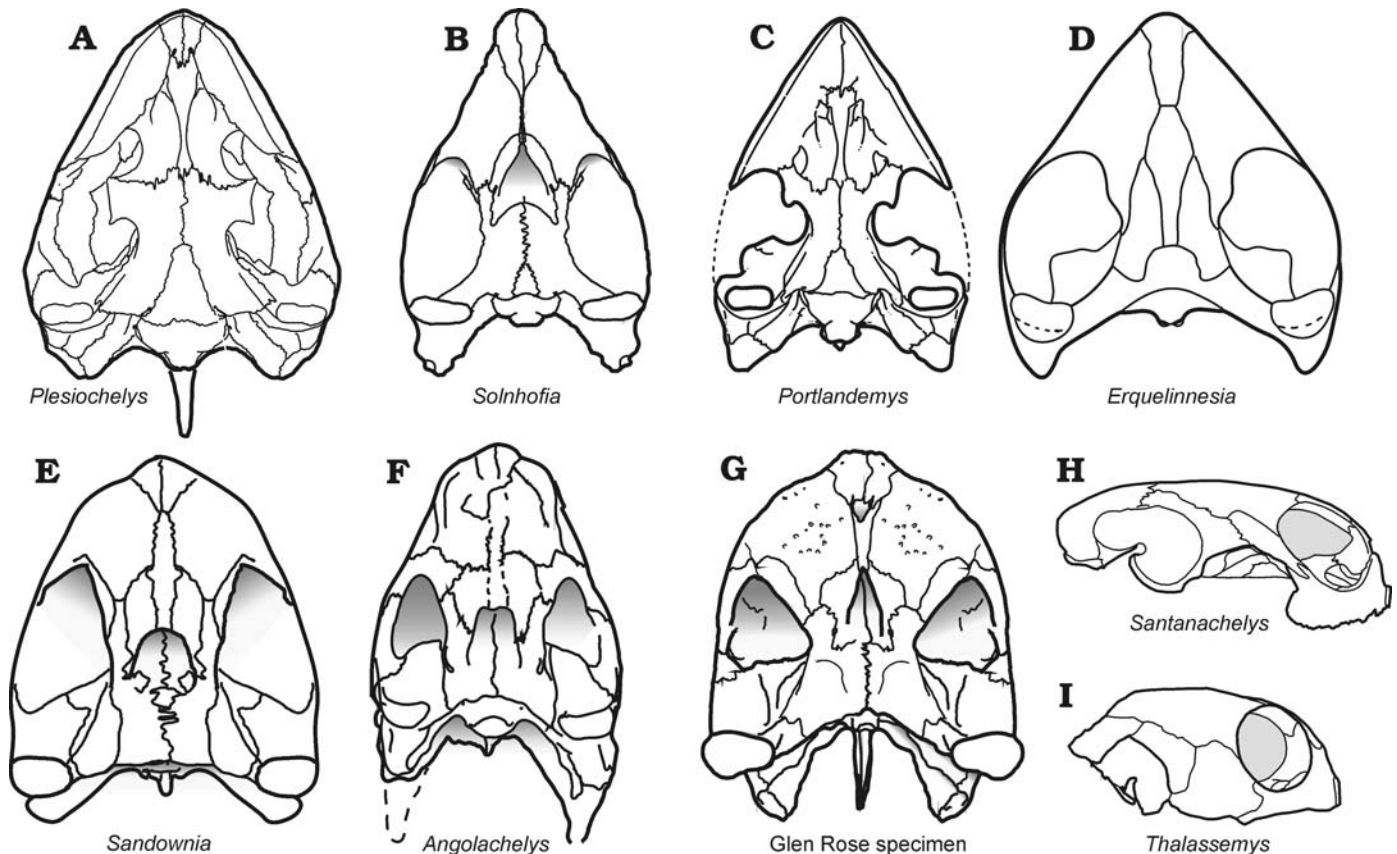 A
B
C
D
Plesiochelys
Solnhofia
Portlandemys
Erquelinnesia
E
F
G
H
Santanachelys
I
Sandownia
Angolachelys
Glen Rose specimen
Thalassemys